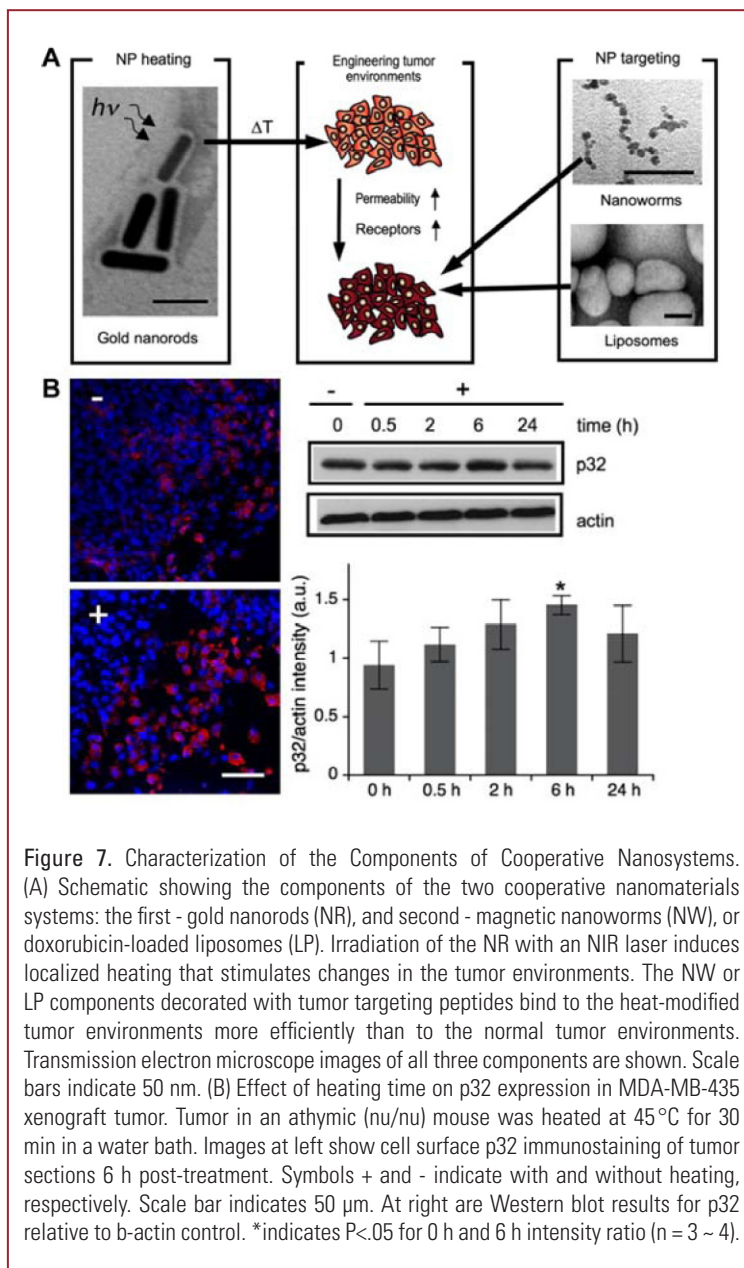 A
NP heating
hν
Gold nanorods
ΔT
Engineering tumor
environments
Permeability ↑
Receptors ↑
NP targeting
Nanoworms
Liposomes
B
-
+
- +
0 0.5 2 6 24 time (h)
p32
actin
p32/actin intensity (a.u.)
1.5
1
0.5
0
*
0 h 0.5 h 2 h 6 h 24 h
Figure 7. Characterization of the Components of Cooperative Nanosystems.
(A) Schematic showing the components of the two cooperative nanomaterials
systems: the first - gold nanorods (NR), and second - magnetic nanoworms (NW), or
doxorubicin-loaded liposomes (LP). Irradiation of the NR with an NIR laser induces
localized heating that stimulates changes in the tumor environments. The NW or
LP components decorated with tumor targeting peptides bind to the heat-modified
tumor environments more efficiently than to the normal tumor environments.
Transmission electron microscope images of all three components are shown. Scale
bars indicate 50 nm. (B) Effect of heating time on p32 expression in MDA-MB-435
xenograft tumor. Tumor in an athymic (nu/nu) mouse was heated at 45°C for 30
min in a water bath. Images at left show cell surface p32 immunostaining of tumor
sections 6 h post-treatment. Symbols + and - indicate with and without heating,
respectively. Scale bar indicates 50 µm. At right are Western blot results for p32
relative to b-actin control. *indicates P<.05 for 0 h and 6 h intensity ratio (n = 3 ~ 4).